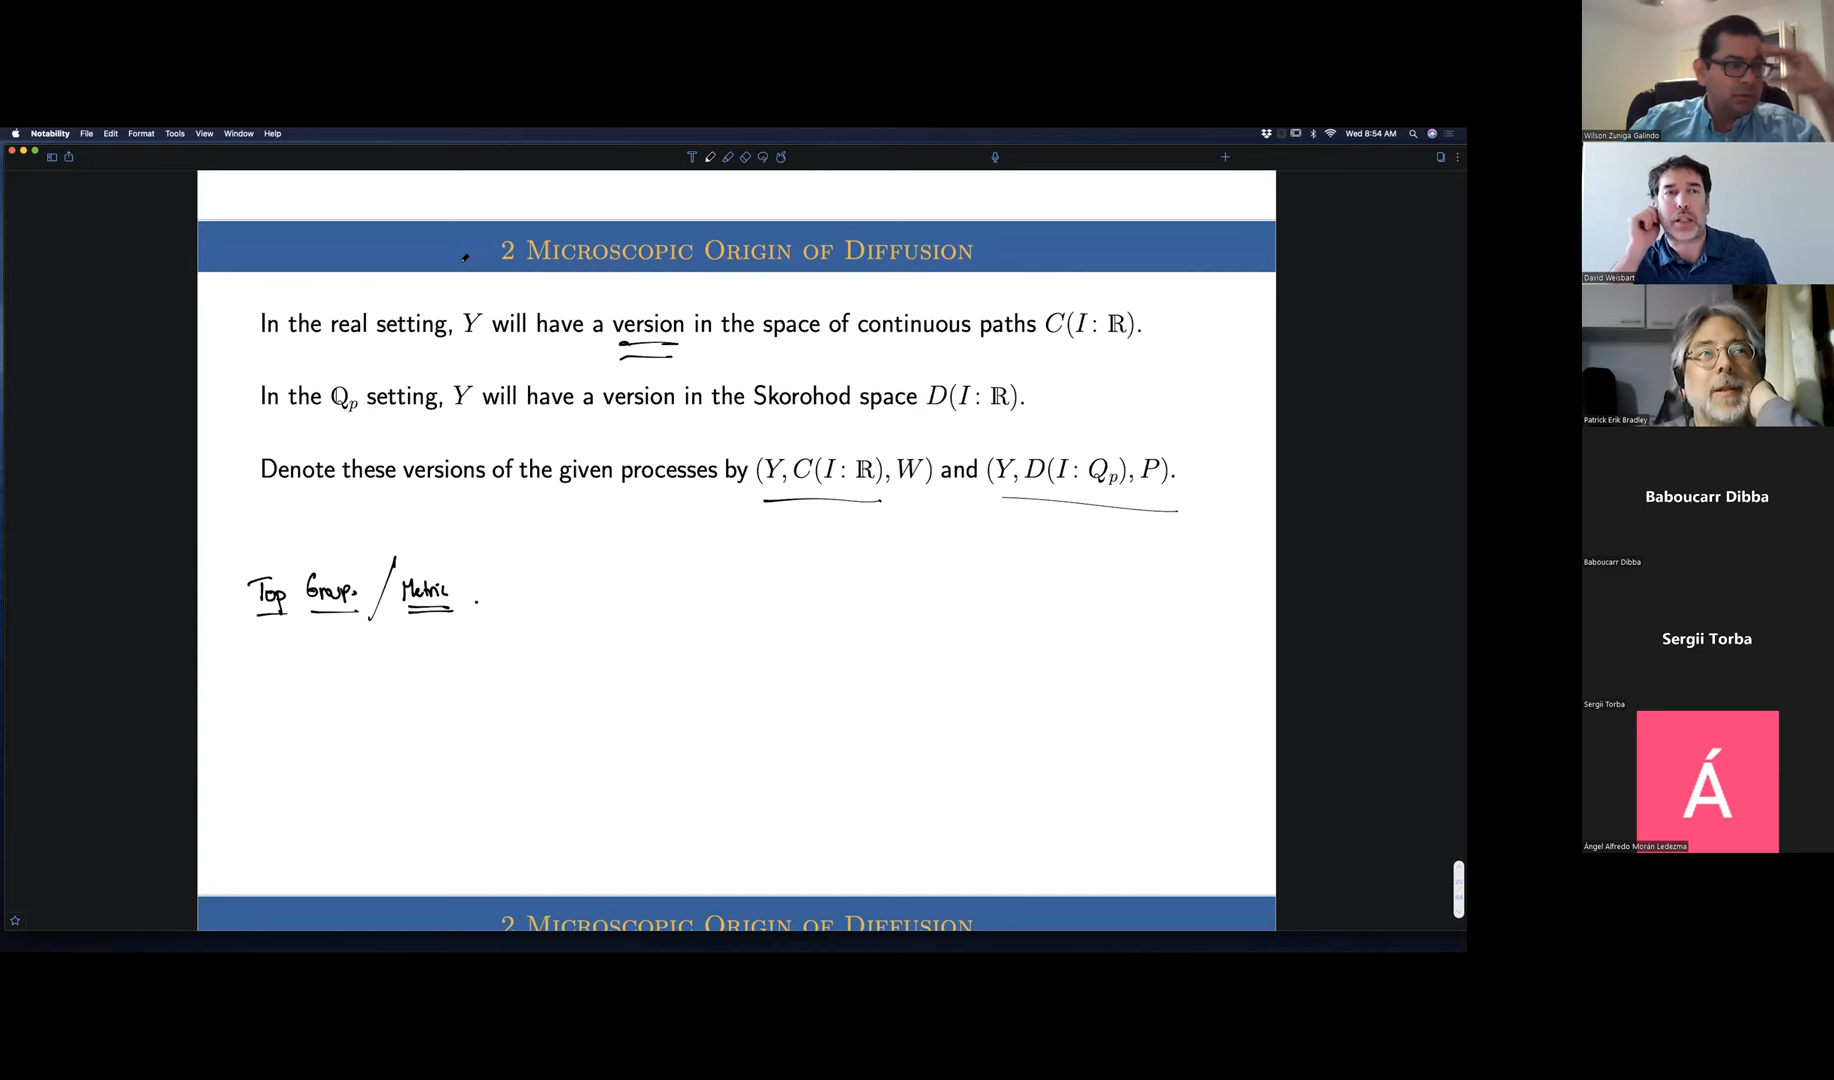 Notability File Edit Format Tools View Window Help Wed 8:54 AM
2 Microscopic Origin of Diffusion
In the real setting, Y will have a version in the space of continuous paths C(I: ℝ).
In the ℚp setting, Y will have a version in the Skorohod space D(I: ℝ).
Denote these versions of the given processes by (Y, C(I: ℝ), W) and (Y, D(I: Qp), P).
Top Group. / Metric .
2 Microscopic Origin of Diffusion
Wilson Zuniga Galindo
David Weisbart
Patrick Erik Bradley
Baboucarr Dibba
Baboucarr Dibba
Sergii Torba
Sergii Torba
Á
Ángel Alfredo Morán Ledezma